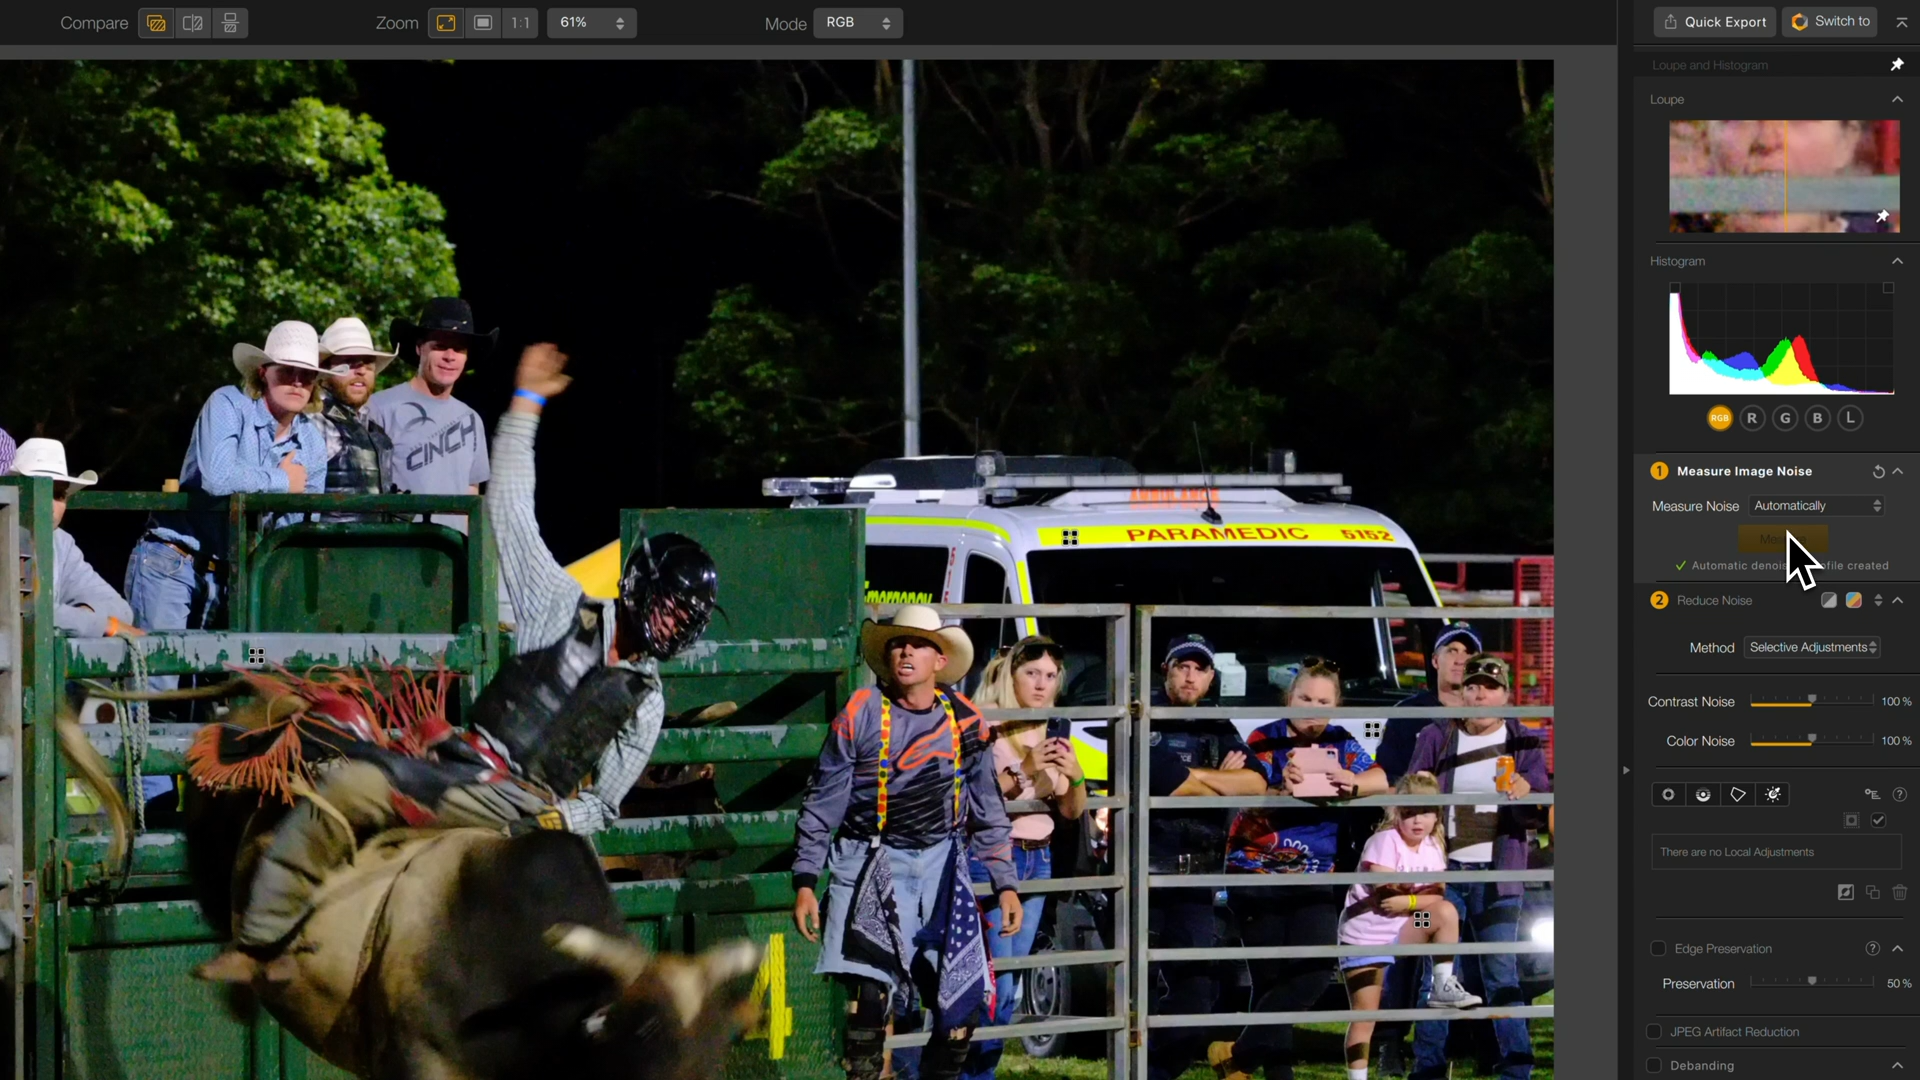 Compare
Zoom
1:1
61%
Mode
RGB
Quick Export
Switch to
Loupe and Histogram
Loupe
Histogram
RGB
R
G
B
L
1
Measure Image Noise
Measure Noise
Automatically
Automatic
created
2
Reduce Noise
Method
Selective Adjustments
Contrast Noise
100 %
Color Noise
100 %
?
There are no Local Adjustments
Edge Preservation
?
Preservation
50 %
JPEG Artifact Reduction
Debanding
CINCH
AMBULANCE
PARAMEDIC
5152
4